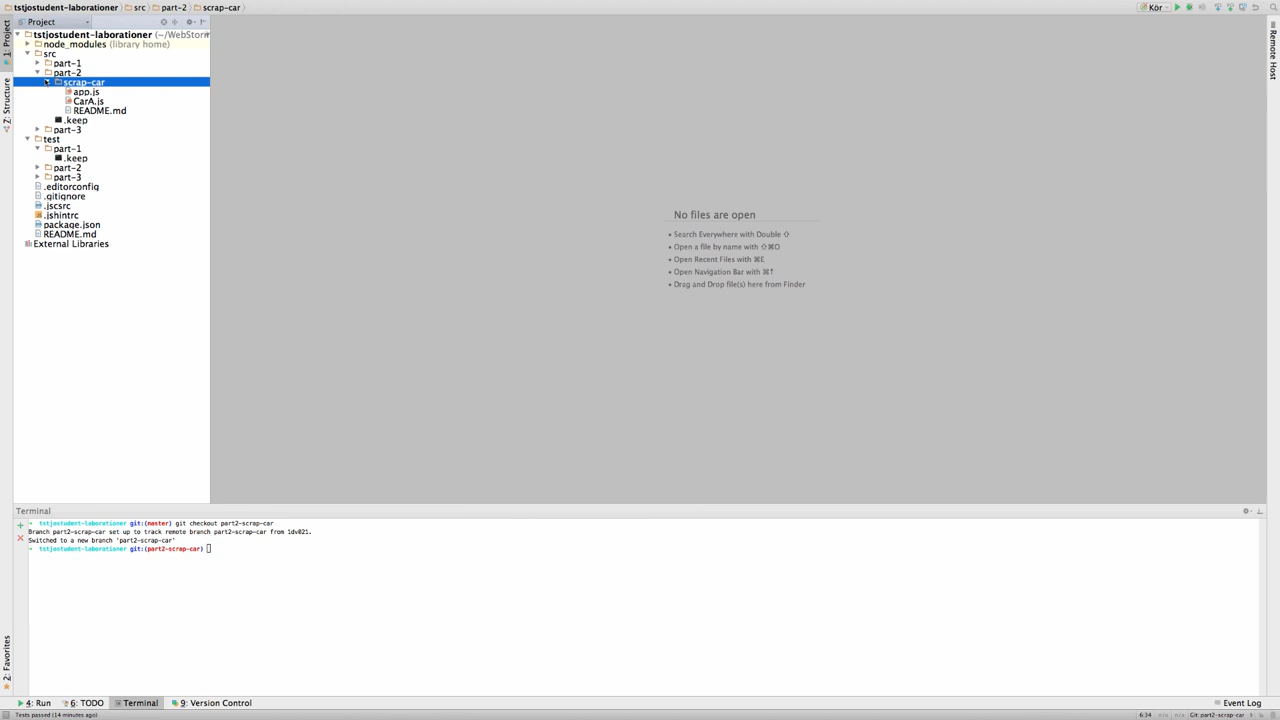 tstjostudent-laborationer src part-2 scrap-car
Kör
Project
1: Project
Z: Structure
2: Favorites
Remote Host
tstjostudent-laborationer (~/WebStorm
node_modules (library home)
src
part-1
part-2
scrap-car
app.js
CarA.js
README.md
.keep
part-3
test
part-1
.keep
part-2
part-3
.editorconfig
.gitignore
.jscsrc
.jshintrc
package.json
README.md
External Libraries
No files are open
• Search Everywhere with Double ⇧
• Open a file by name with ⇧⌘O
• Open Recent Files with ⌘E
• Open Navigation Bar with ⌘↑
• Drag and Drop file(s) here from Finder
Terminal
tstjostudent-laborationer git:(master) git checkout part2-scrap-car
Branch part2-scrap-car set up to track remote branch part2-scrap-car from 1dv021.
Switched to a new branch 'part2-scrap-car'
tstjostudent-laborationer git:(part2-scrap-car)
4: Run 6: TODO Terminal 9: Version Control Event Log
Tests passed (14 minutes ago) 6:34 n/a n/a Git: part2-scrap-car